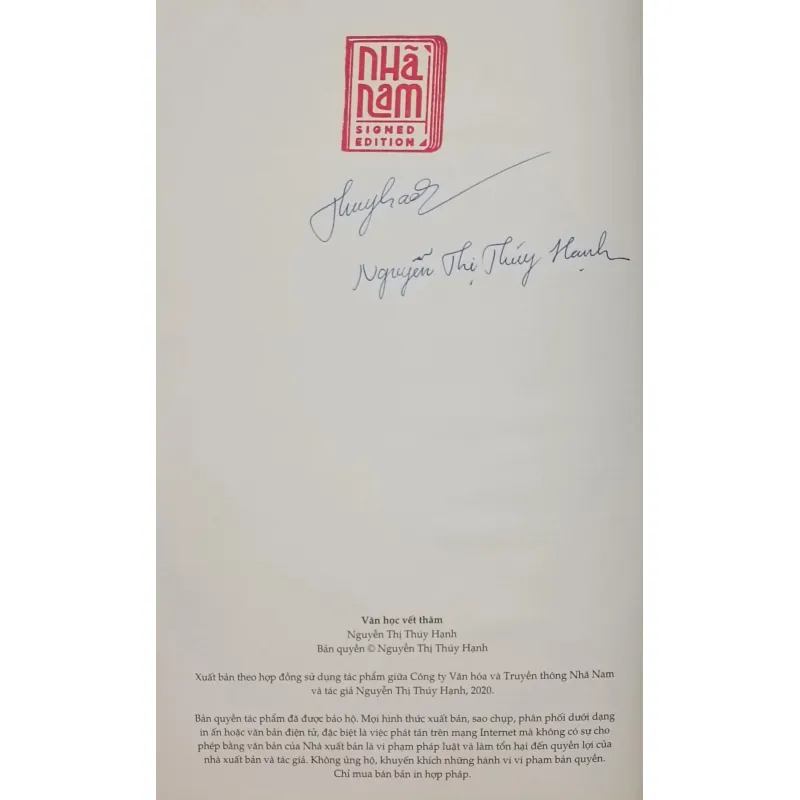 NHÃ
NAM
SIGNED
EDITION
Nguyễn Thị Thúy Hạnh
Văn học vết thăm
Nguyễn Thị Thúy Hạnh
Bản quyền © Nguyễn Thị Thúy Hạnh
Xuất bản theo hợp đồng sử dụng tác phẩm giữa Công ty Văn hóa và Truyền thông Nhã Nam
và tác giả Nguyễn Thị Thúy Hạnh, 2020.
Bản quyền tác phẩm đã được bảo hộ. Mọi hình thức xuất bản, sao chụp, phân phối dưới dạng
in ấn hoặc văn bản điện tử, đặc biệt là việc phát tán trên mạng Internet mà không có sự cho
phép bằng văn bản của Nhà xuất bản là vi phạm pháp luật và làm tổn hại đến quyền lợi của
nhà xuất bản và tác giả. Không ủng hộ, khuyến khích những hành vi vi phạm bản quyền.
Chỉ mua bán bản in hợp pháp.